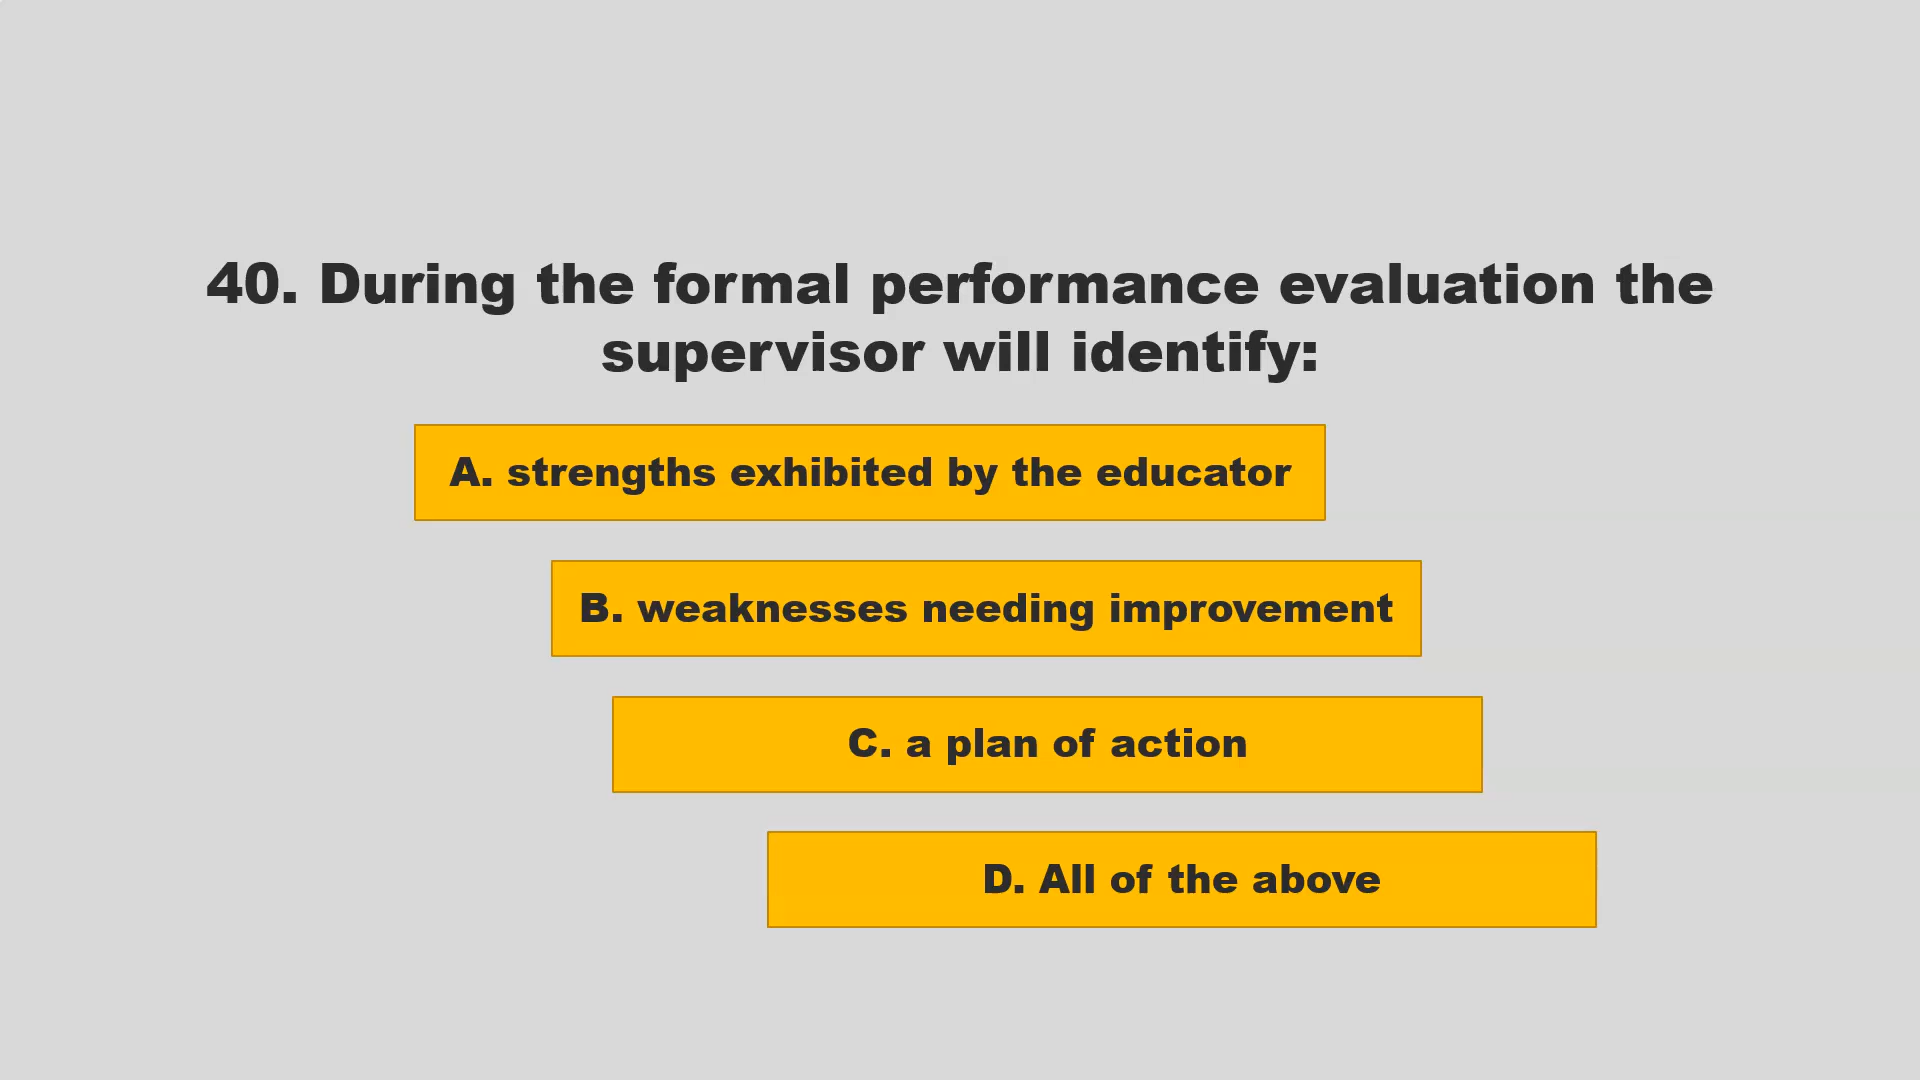 40. During the formal performance evaluation the
supervisor will identify:
A. strengths exhibited by the educator
B. weaknesses needing improvement
C. a plan of action
D. All of the above